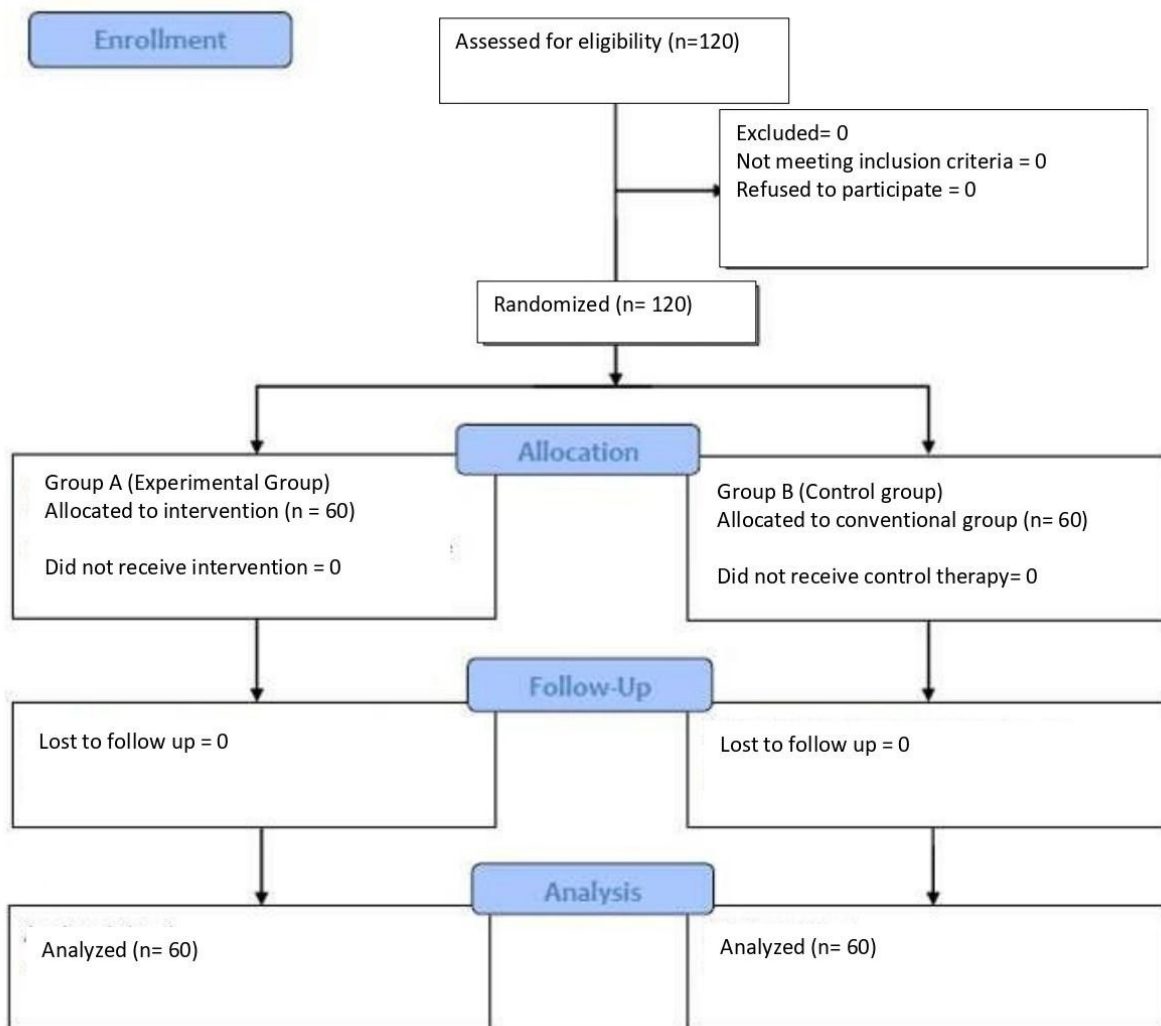 Enrollment
Assessed for eligibility (n=120)
Excluded= 0
Not meeting inclusion criteria = 0
Refused to participate = 0
Randomized (n= 120)
Allocation
Group A (Experimental Group)
Allocated to intervention (n = 60)
Did not receive intervention = 0
Group B (Control group)
Allocated to conventional group (n= 60)
Did not receive control therapy= 0
Follow-Up
Lost to follow up = 0
Lost to follow up = 0
Analysis
Analyzed (n= 60)
Analyzed (n= 60)